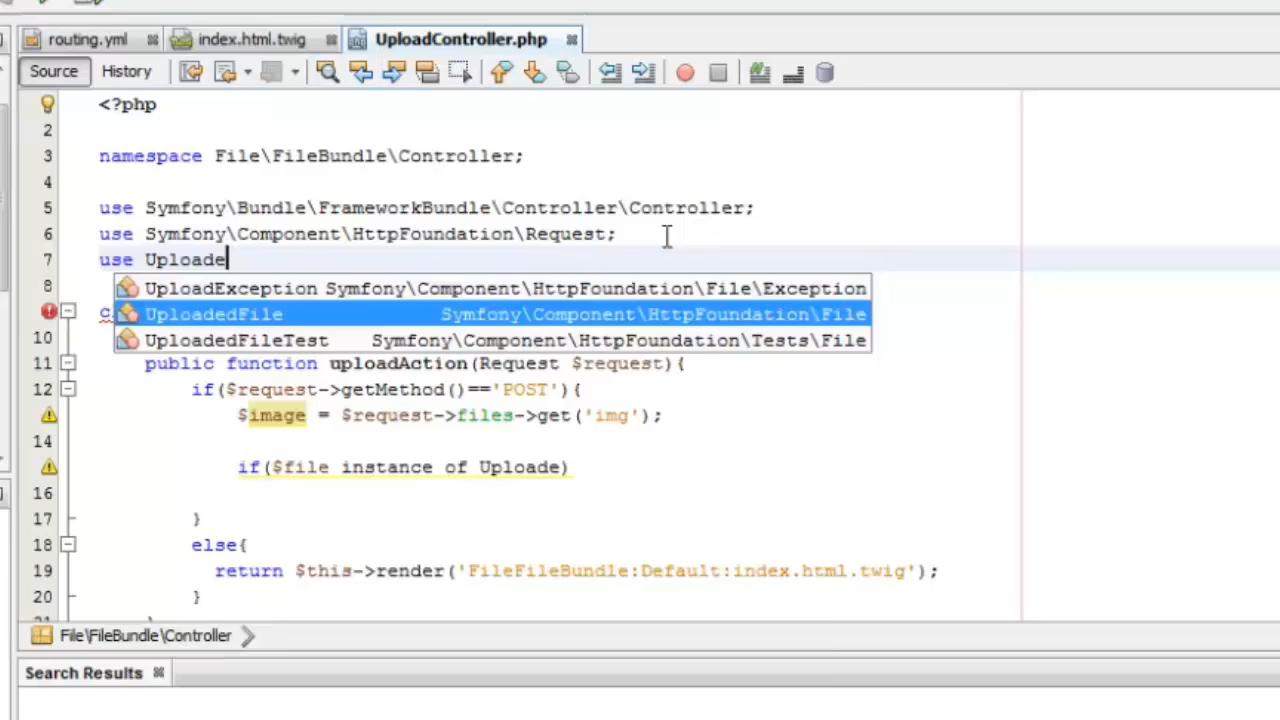 routing.yml index.html.twig UploadController.php
Source History
<?php
2
3 namespace File\FileBundle\Controller;
4
5 use Symfony\Bundle\FrameworkBundle\Controller\Controller;
6 use Symfony\Component\HttpFoundation\Request;
7 use Uploade
8 UploadException Symfony\Component\HttpFoundation\File\Exception
UploadedFile Symfony\Component\HttpFoundation\File
10 UploadedFileTest Symfony\Component\HttpFoundation\Tests\File
11 public function uploadAction(Request $request){
12 if($request->getMethod()=='POST'){
$image = $request->files->get('img');
14
if($file instance of Uploade)
16
17 }
18 else{
19 return $this->render('FileFileBundle:Default:index.html.twig');
20 }
File\FileBundle\Controller
Search Results